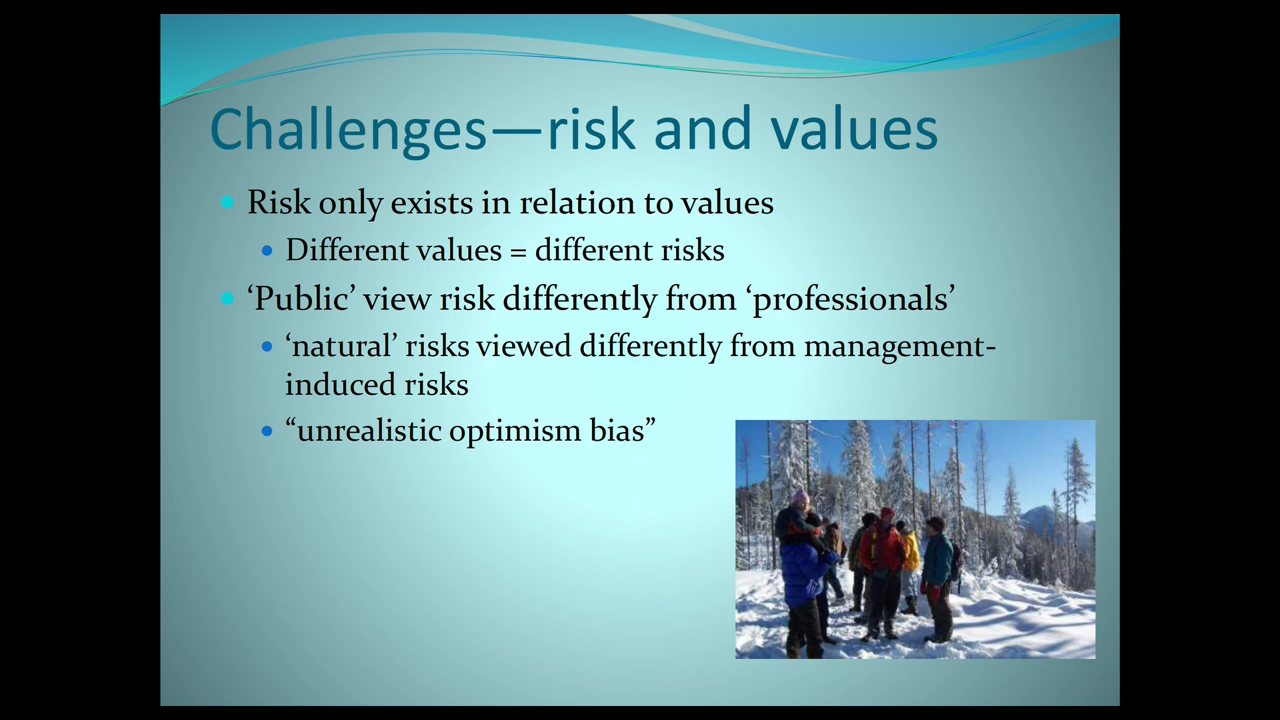 Challenges—risk and values
Risk only exists in relation to values
Different values = different risks
‘Public’ view risk differently from ‘professionals’
‘natural’ risks viewed differently from management-
induced risks
“unrealistic optimism bias”